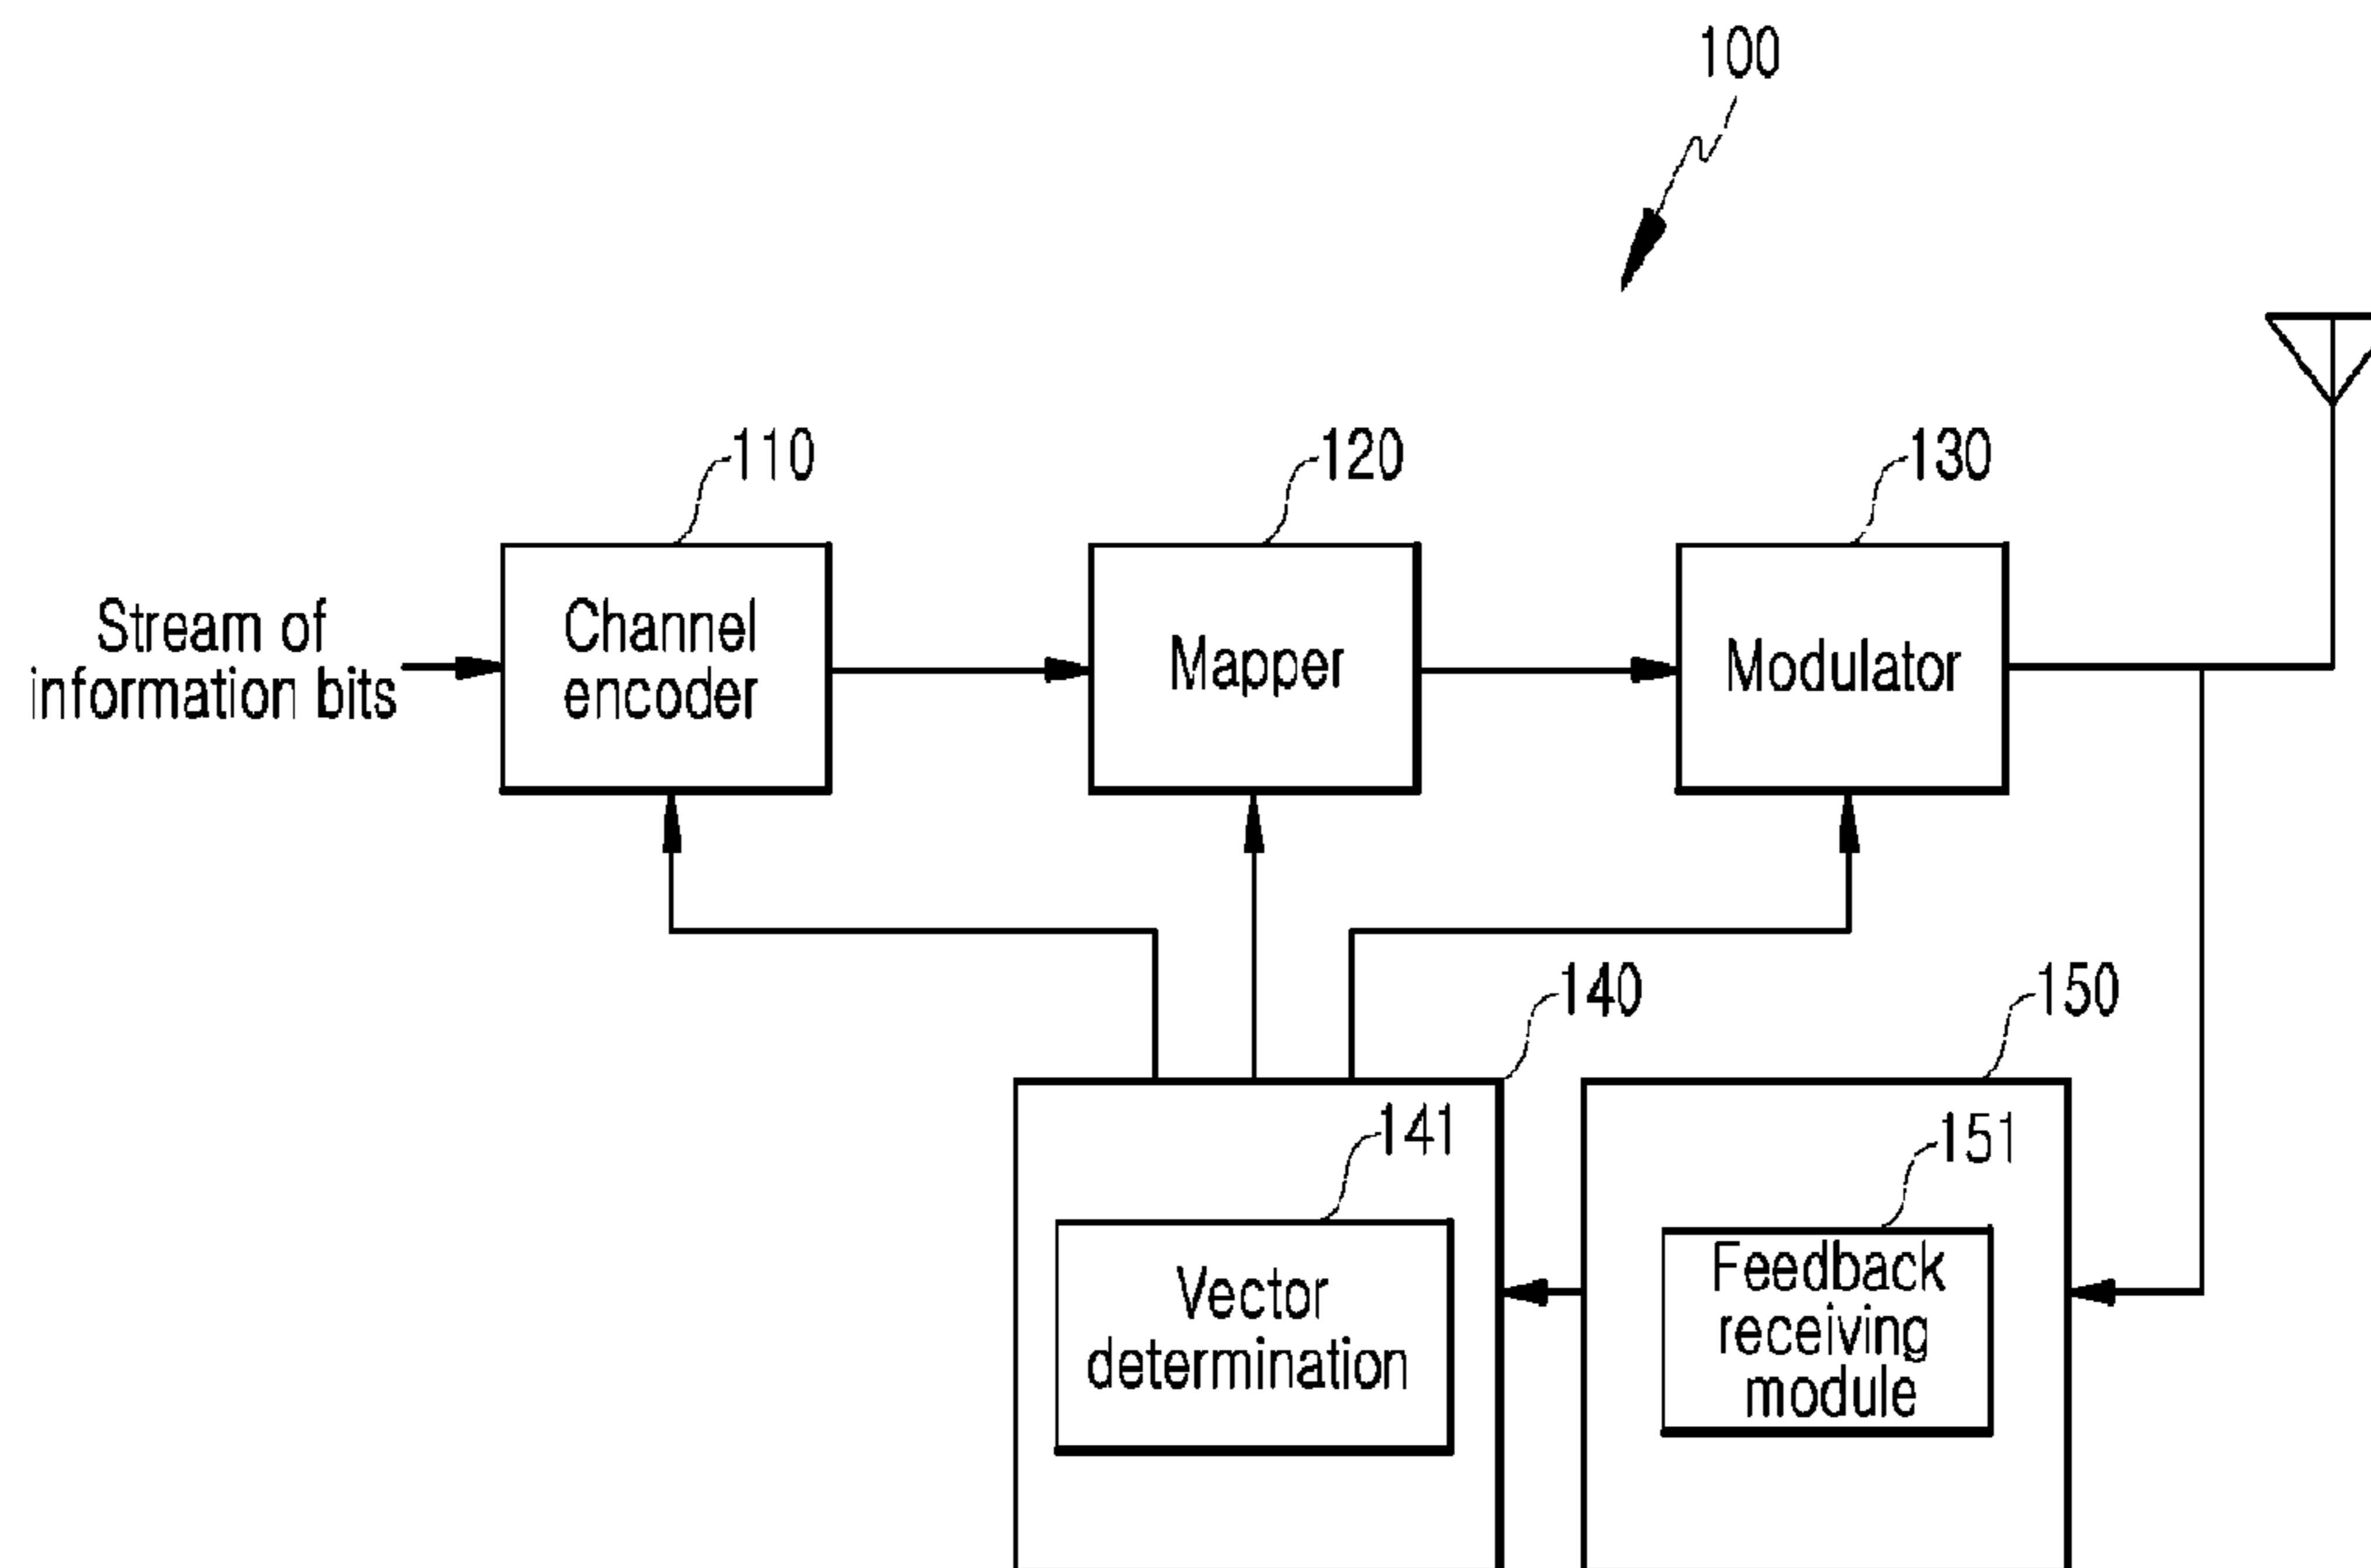 100
110
120
130
Stream of
information bits
Channel
encoder
Mapper
Modulator
140
150
141
151
Vector
determination
Feedback
receiving
module